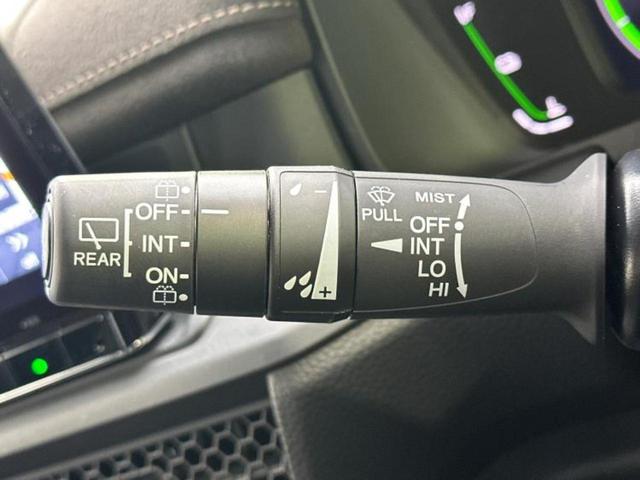 REAR
OFF
INT
ON
-
+
PULL
MIST
OFF
INT
LO
HI